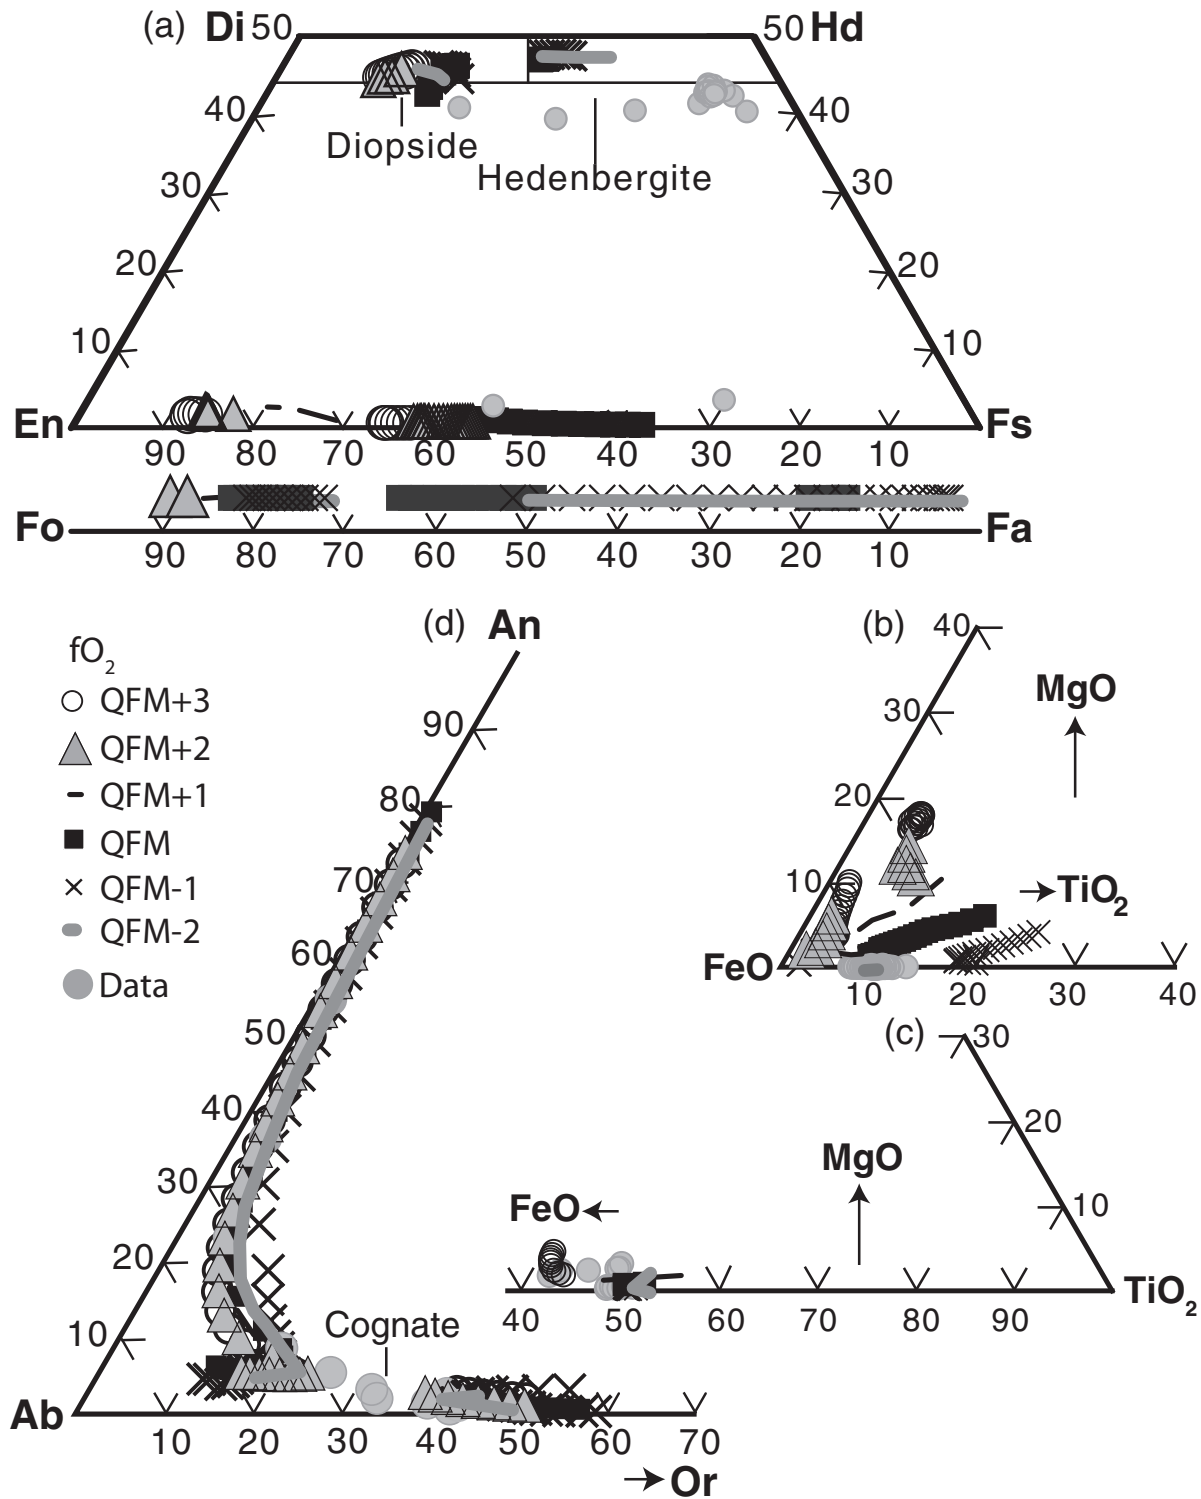 (a) Di 50 50 Hd
40 40
Diopside
Hedenbergite
30 30
20 20
10 10
En Fs
90 80 70 60 50 40 30 20 10
Fo Fa
90 80 70 60 50 40 30 20 10
(d) An
90
80
70
60
50
40
30
20
10
Cognate
Ab
10 20 30 40 50 60 70
→Or
fO2
QFM+3
QFM+2
QFM+1
QFM
QFM-1
QFM-2
Data
(b) 40
MgO
30
20
10
→TiO2
FeO
10 20 30 40
(c) 30
20
MgO
10
FeO←
TiO2
40 50 60 70 80 90